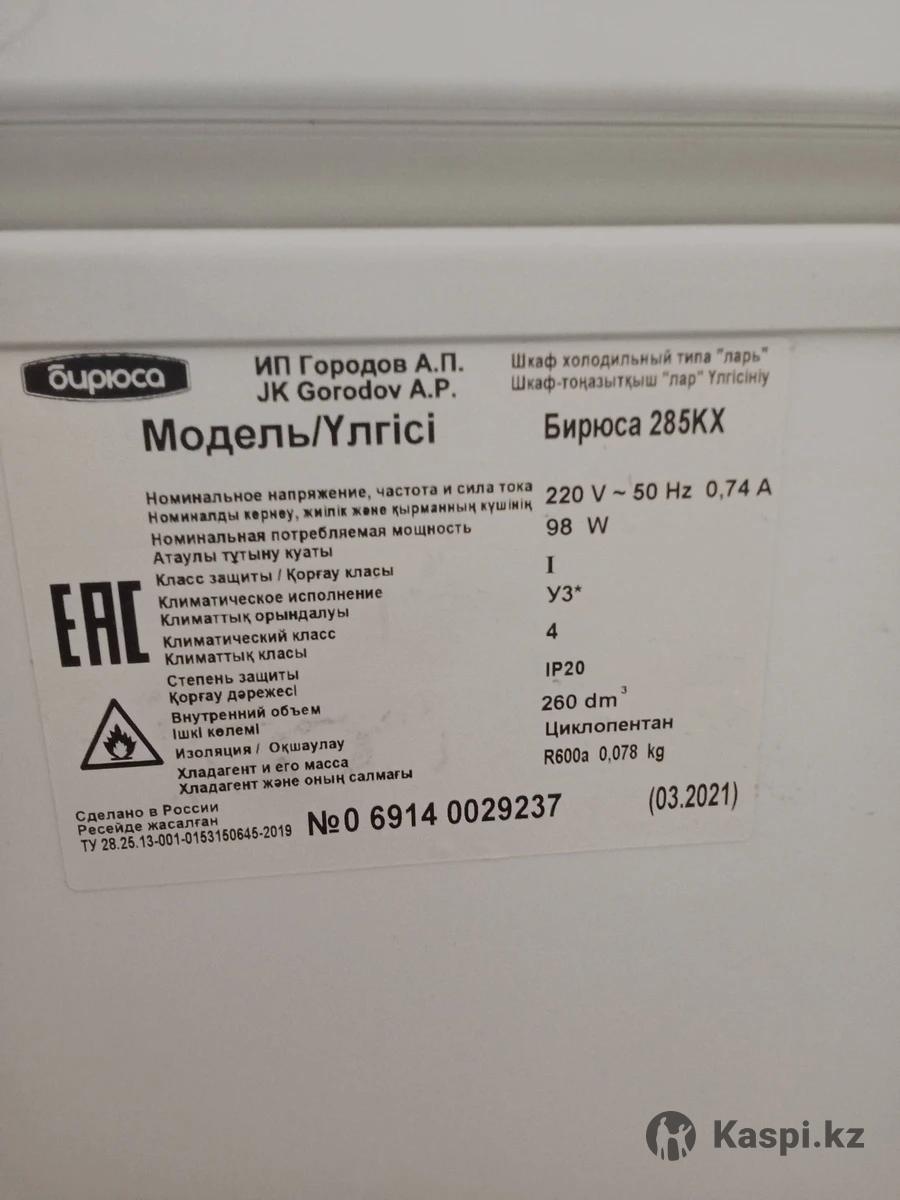 бирюса
ИП Городов А.П.
JK Gorodov A.P.
Шкаф холодильный типа "ларь"
Шкаф-тоңазытқыш "лар" Үлгісініу
Модель/Үлгісі
Бирюса 285KX
Номинальное напряжение, частота и сила тока
Номиналды кернеу, жиілік және қырманның күшінің
220 V ~ 50 Hz 0,74 A
Номинальная потребляемая мощность
Атаулы тұтыну куаты
98 W
Класс защиты / Қорғау класы
I
Климатическое исполнение
Климаттық орындалуы
У3*
Климатический класс
Климаттық класы
4
Степень защиты
Қорғау дәрежесі
IP20
Внутренний объем
Ішкі көлемі
260 dm³
Изоляция / Оқшаулау
Циклопентан
Хладагент и его масса
Хладагент және оның салмағы
R600a 0,078 kg
EAC
Сделано в России
Ресейде жасалған
ТУ 28.25.13-001-0153150645-2019
№0 6914 0029237
(03.2021)
Kaspi.kz